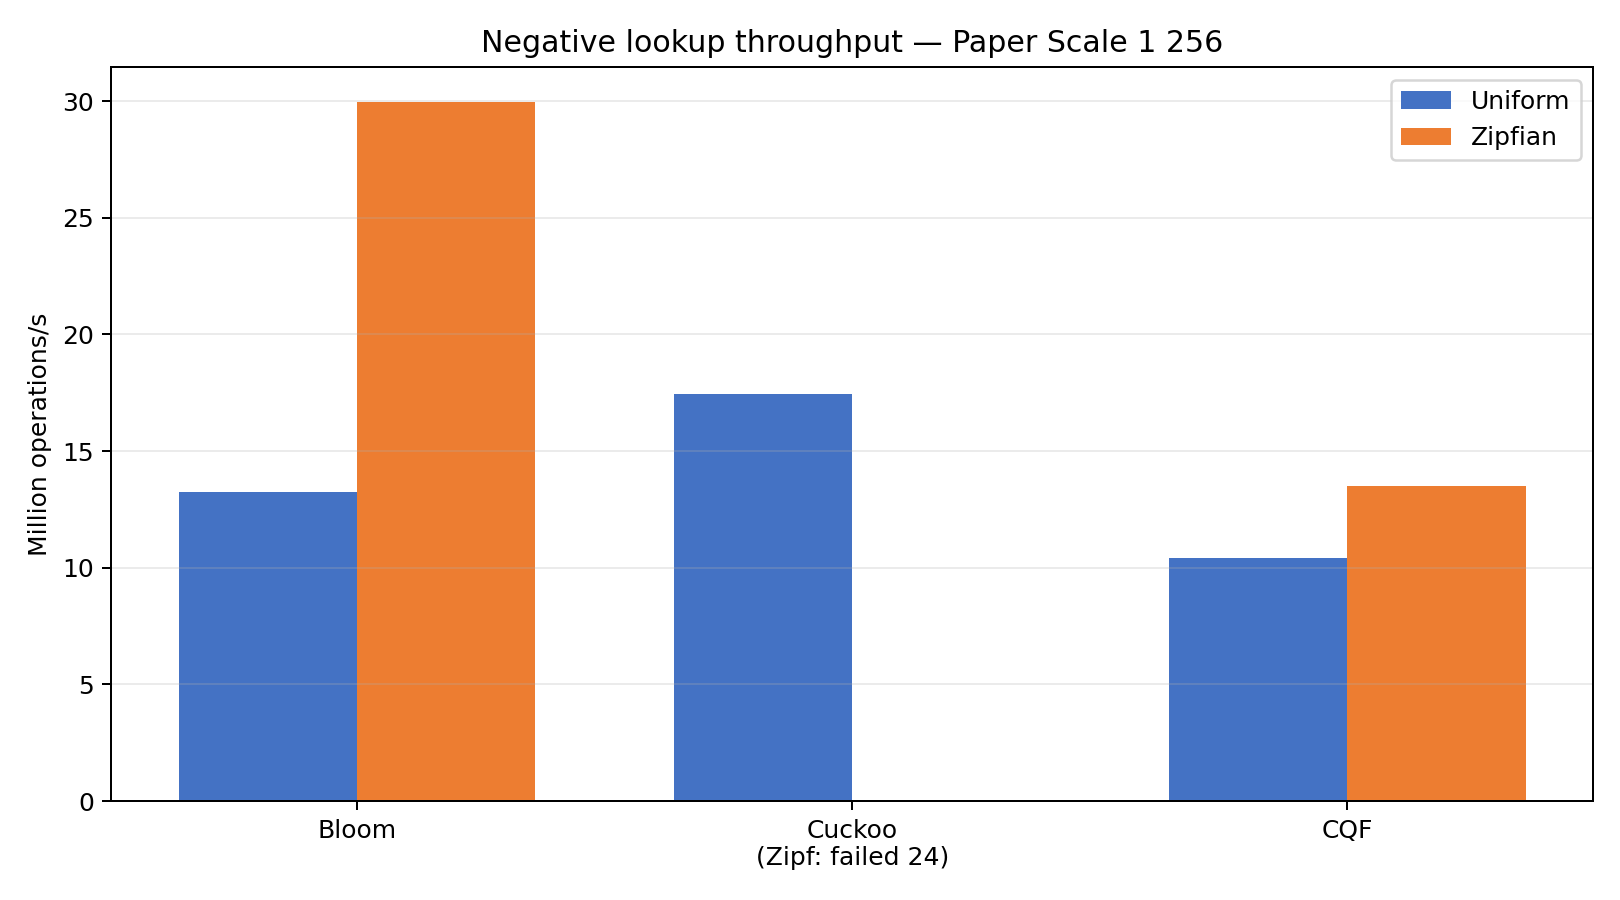 Negative lookup throughput — Paper Scale 1 256
Uniform
Zipfian
Million operations/s
30
25
20
15
10
5
0
Bloom
Cuckoo
(Zipf: failed 24)
CQF